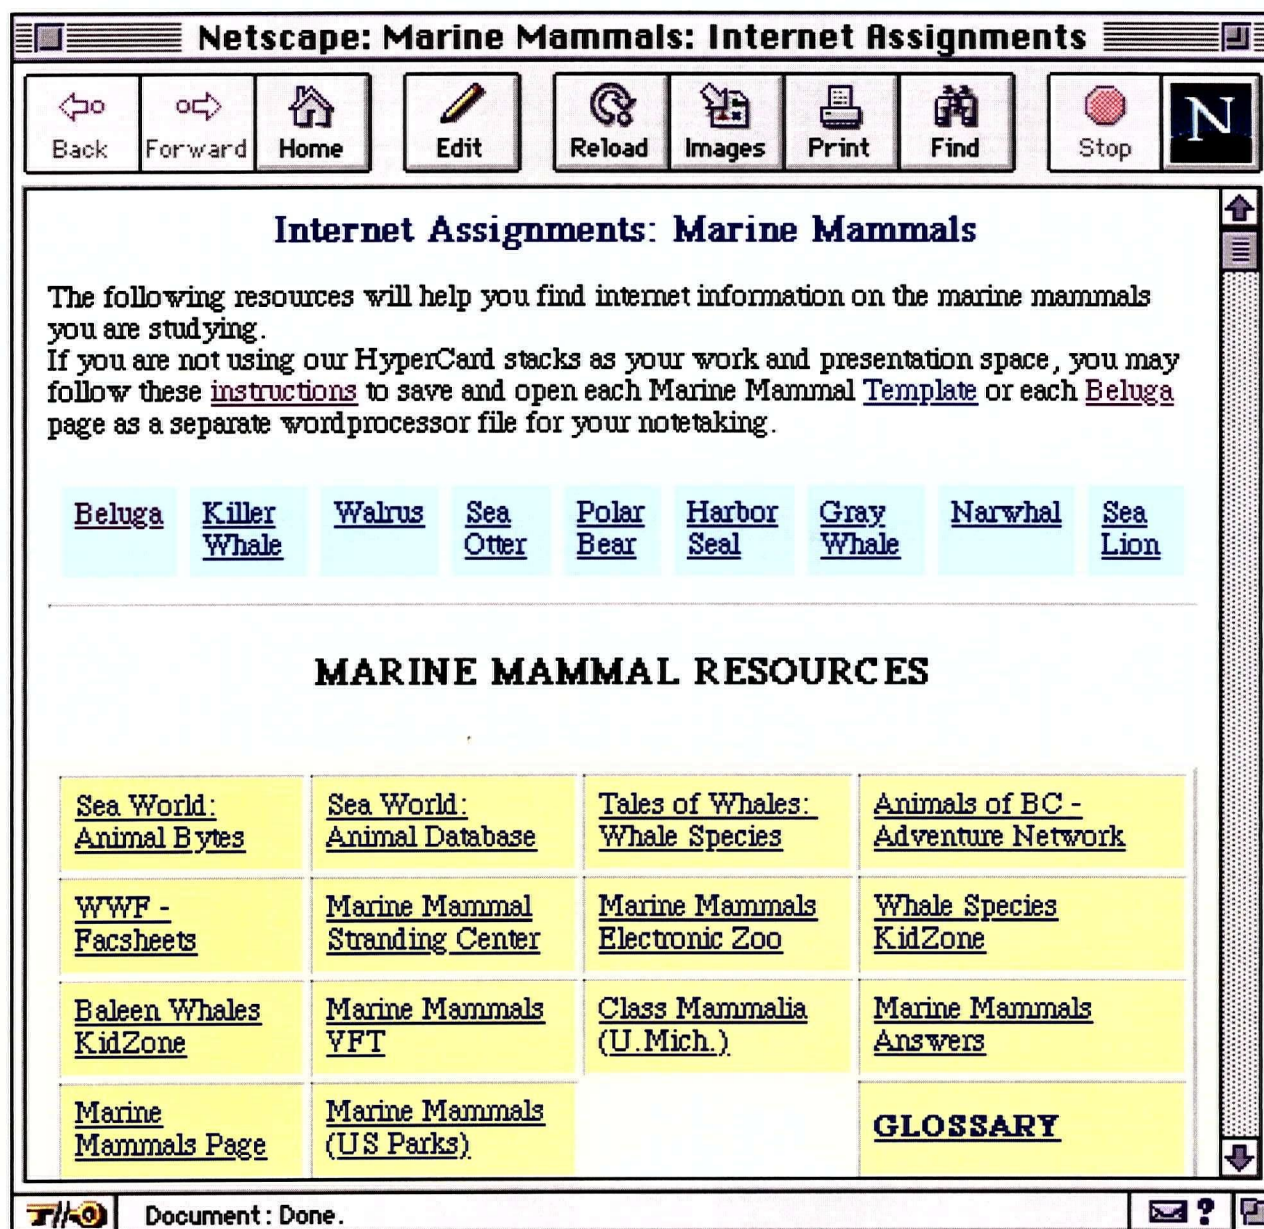 Netscape: Marine Mammals: Internet Assignments
Back Forward Home Edit Reload Images Print Find Stop N
Internet Assignments: Marine Mammals
The following resources will help you find internet information on the marine mammals
you are studying.
If you are not using our HyperCard stacks as your work and presentation space, you may
follow these instructions to save and open each Marine Mammal Template or each Beluga
page as a separate wordprocessor file for your notetaking.
Beluga Killer Walrus Sea Polar Harbor Gray Narwhal Sea
Whale Otter Bear Seal Whale Lion
MARINE MAMMAL RESOURCES
Sea World: Sea World: Tales of Whales: Animals of BC -
Animal Bytes Animal Database Whale Species Adventure Network
WWF - Marine Mammal Marine Mammals Whale Species
Facsheets Stranding Center Electronic Zoo KidZone
Baleen Whales Marine Mammals Class Mammalia Marine Mammals
KidZone VFT (U.Mich.) Answers
Marine Marine Mammals
Mammals Page (US Parks) GLOSSARY
Document: Done. ?